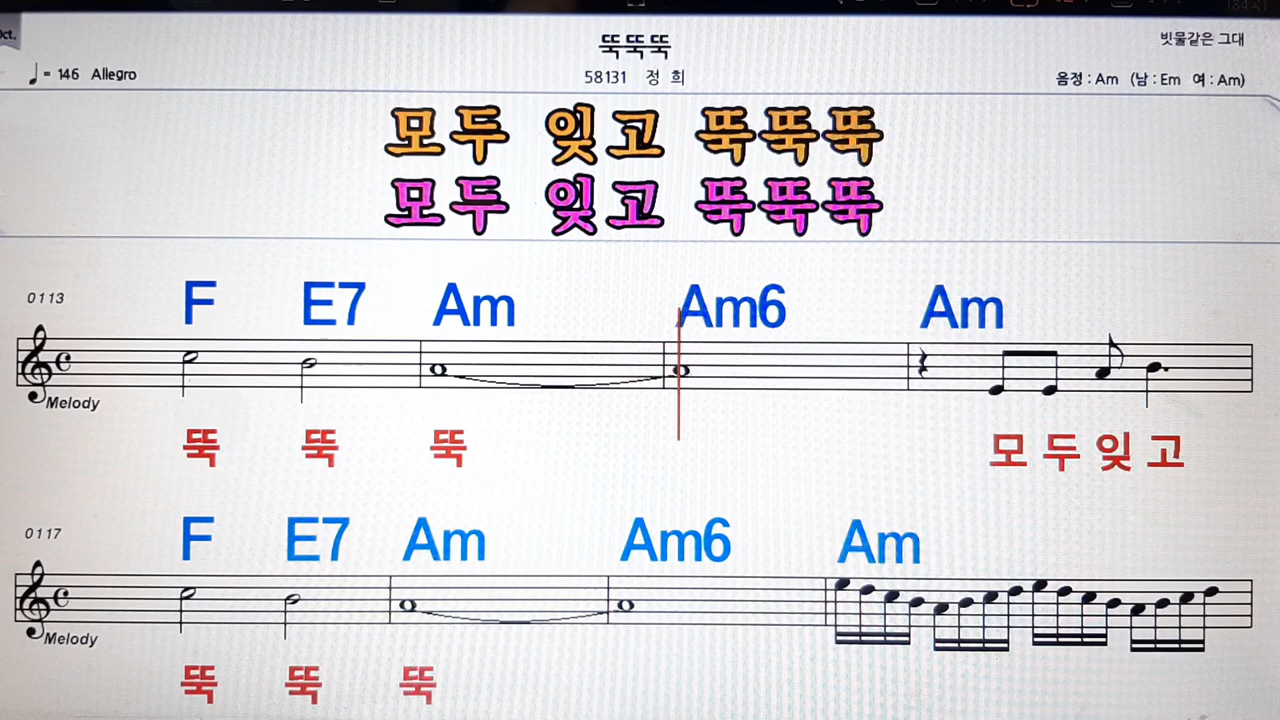 뚝뚝뚝
빗물같은 그대
♩= 146 Allegro
58131 정 희
음정 : Am (남 : Em 여 : Am)
모두 잊고 뚝뚝뚝
모두 잊고 뚝뚝뚝
0113
F E7 Am Am6 Am
Melody
뚝 뚝 뚝 모 두 잊 고
0117
F E7 Am Am6 Am
Melody
뚝 뚝 뚝